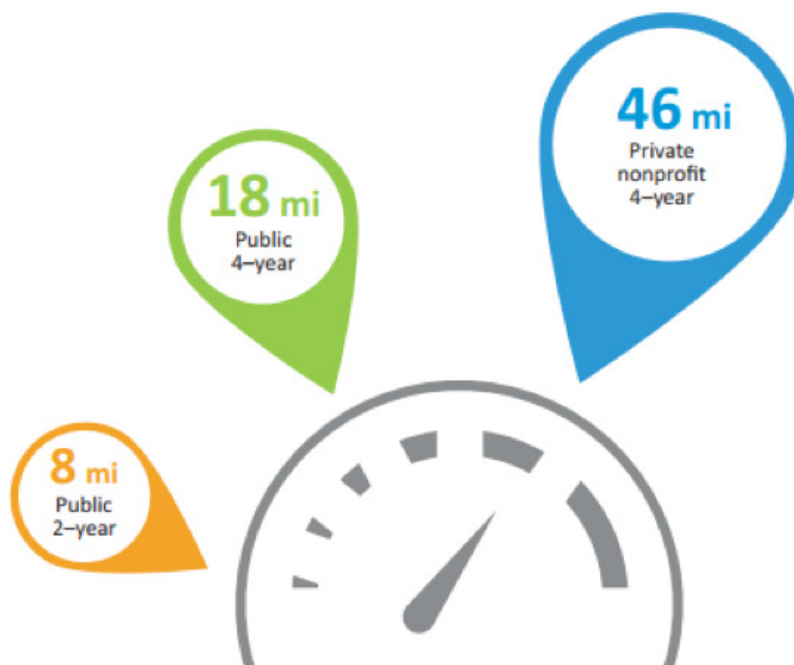 46 mi
Private
nonprofit
4–year
18 mi
Public
4–year
8 mi
Public
2–year